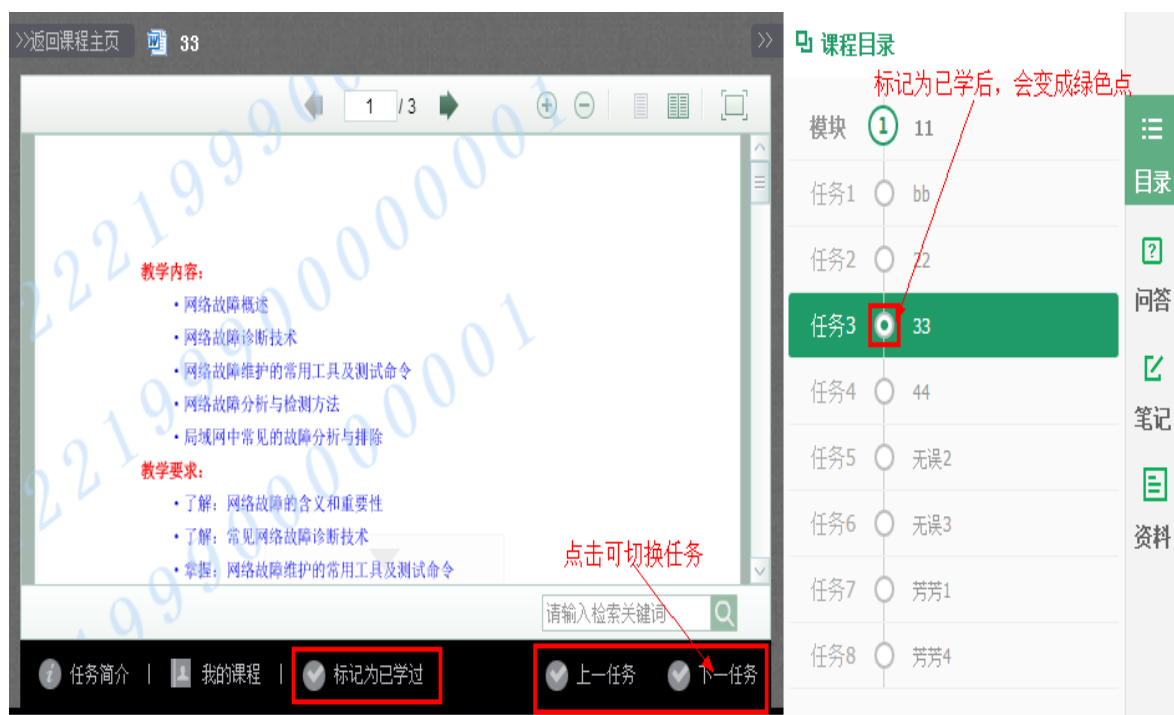 >>返回课程主页 33 >>
1 / 3
2219990000001
教学内容：
• 网络故障概述
• 网络故障诊断技术
• 网络故障维护的常用工具及测试命令
• 网络故障分析与检测方法
• 局域网中常见的故障分析与排除
教学要求：
• 了解：网络故障的含义和重要性
• 了解：常见网络故障诊断技术
• 掌握：网络故障维护的常用工具及测试命令
点击可切换任务
请输入检索关键词
任务简介 | 我的课程 | 标记为已学过 上一任务 下一任务
课程目录
标记为已学后，会变成绿色点
模块 1 11
任务1 bb
任务2 22
任务3 33
任务4 44
任务5 无误2
任务6 无误3
任务7 芳芳1
任务8 芳芳4
目录
问答
笔记
资料